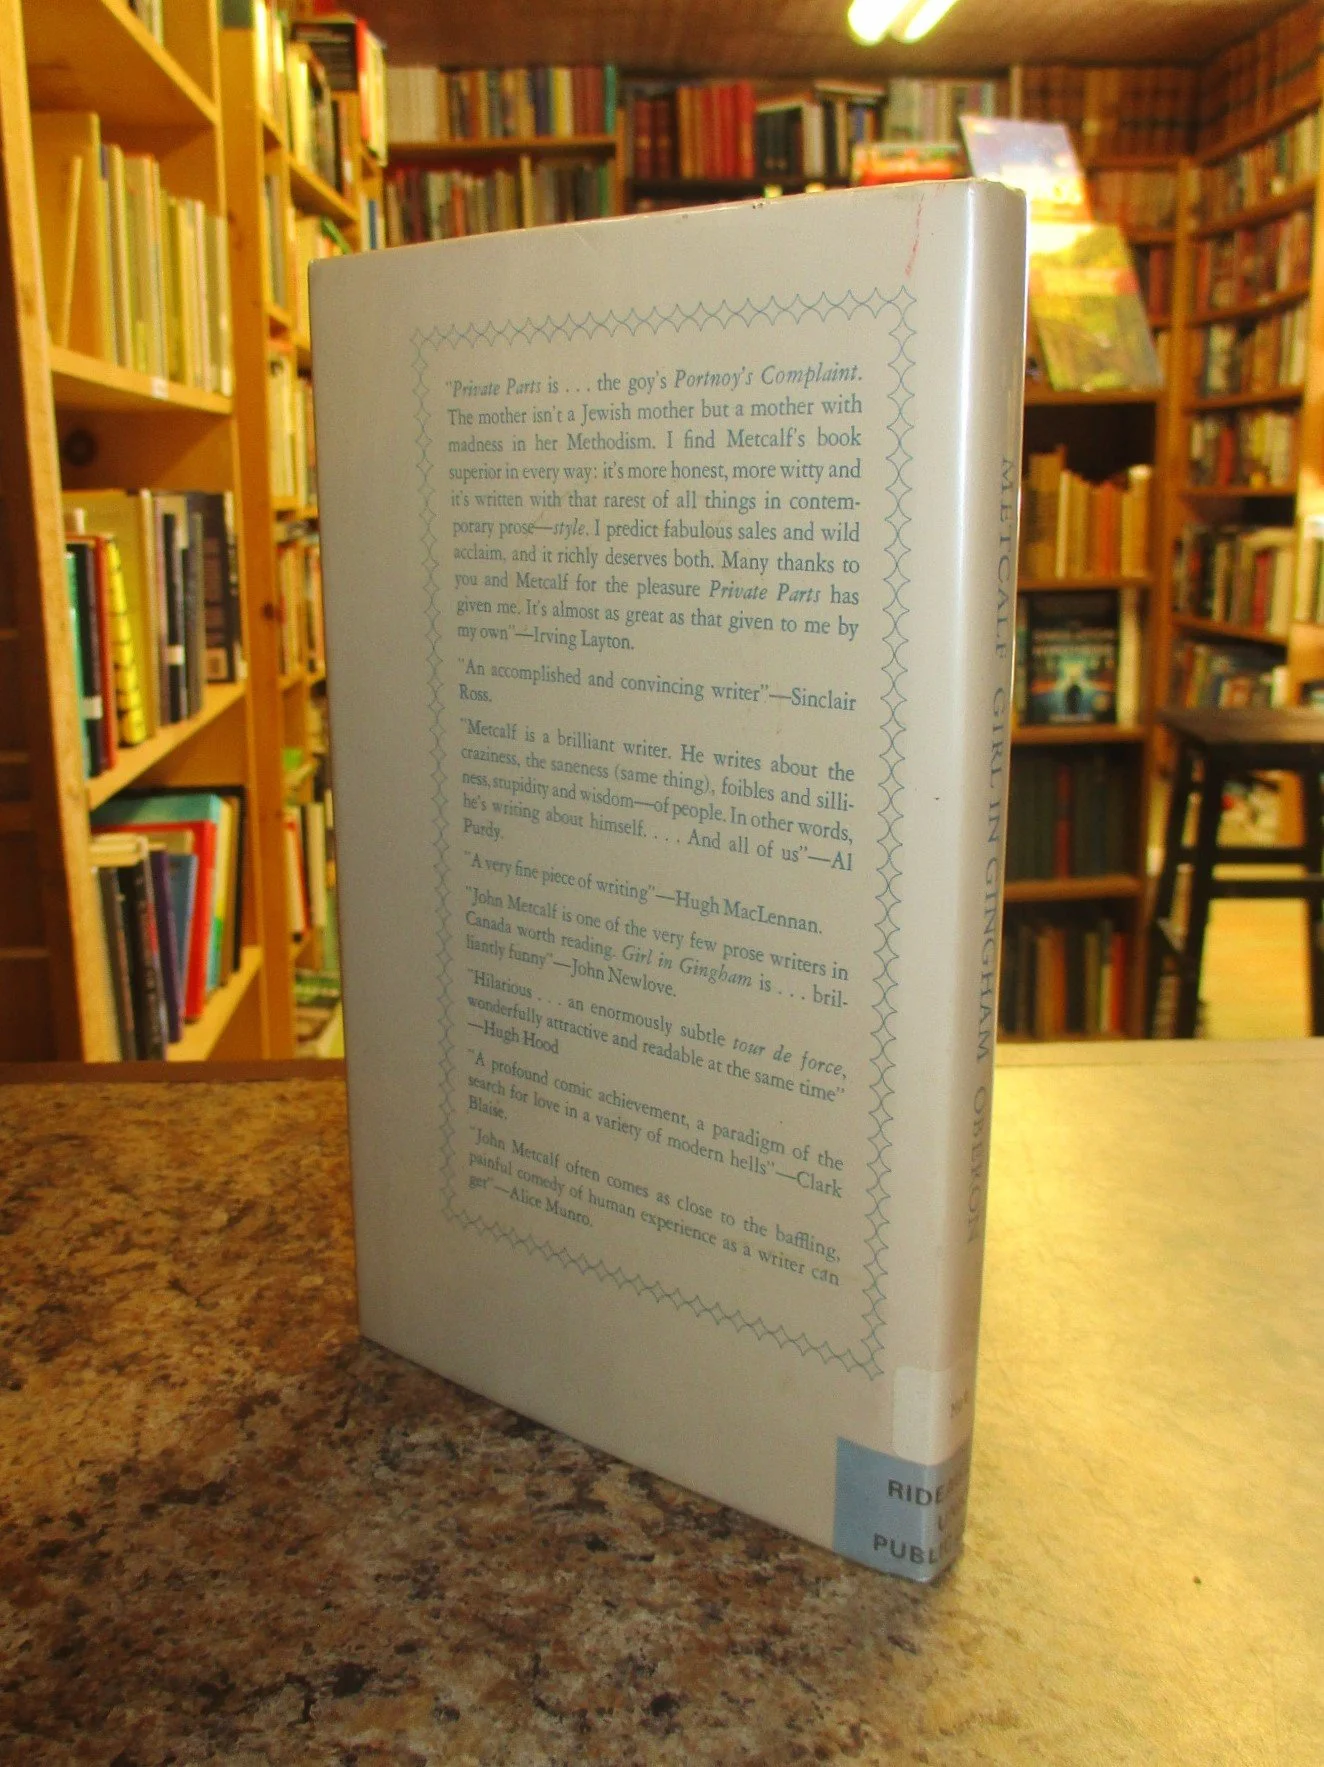 "Private Parts is . . . the goy's Portnoy's Complaint.
The mother isn't a Jewish mother but a mother with
madness in her Methodism. I find Metcalf's book
superior in every way: it's more honest, more witty and
it's written with that rarest of all things in contem-
porary prose—style. I predict fabulous sales and wild
acclaim, and it richly deserves both. Many thanks to
you and Metcalf for the pleasure Private Parts has
given me. It's almost as great as that given to me by
my own"—Irving Layton.
"An accomplished and convincing writer"—Sinclair
Ross.
"Metcalf is a brilliant writer. He writes about the
craziness, the saneness (same thing), foibles and silli-
ness, stupidity and wisdom—of people. In other words,
he's writing about himself. . . . And all of us"—Al
Purdy.
"A very fine piece of writing"—Hugh MacLennan.
"John Metcalf is one of the very few prose writers in
Canada worth reading. Girl in Gingham is . . . bril-
liantly funny"—John Newlove.
"Hilarious . . . an enormously subtle tour de force,
wonderfully attractive and readable at the same time"
—Hugh Hood
"A profound comic achievement, a paradigm of the
search for love in a variety of modern hells"—Clark
Blaise.
"John Metcalf often comes as close to the baffling,
painful comedy of human experience as a writer can
get"—Alice Munro.
METCALF GIRL IN GINGHAM OBERON